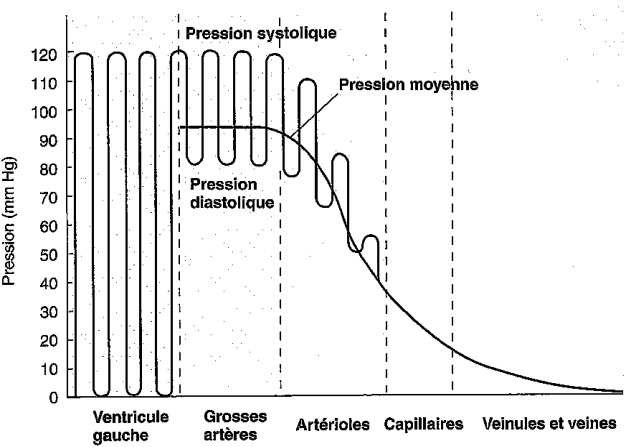 Pression systolique
Pression moyenne
Pression
diastolique
Pression (mm Hg)
120
110
100
90
80
70
60
50
40
30
20
10
0
Ventricule
gauche
Grosses
artères
Artérioles
Capillaires
Veinules et veines